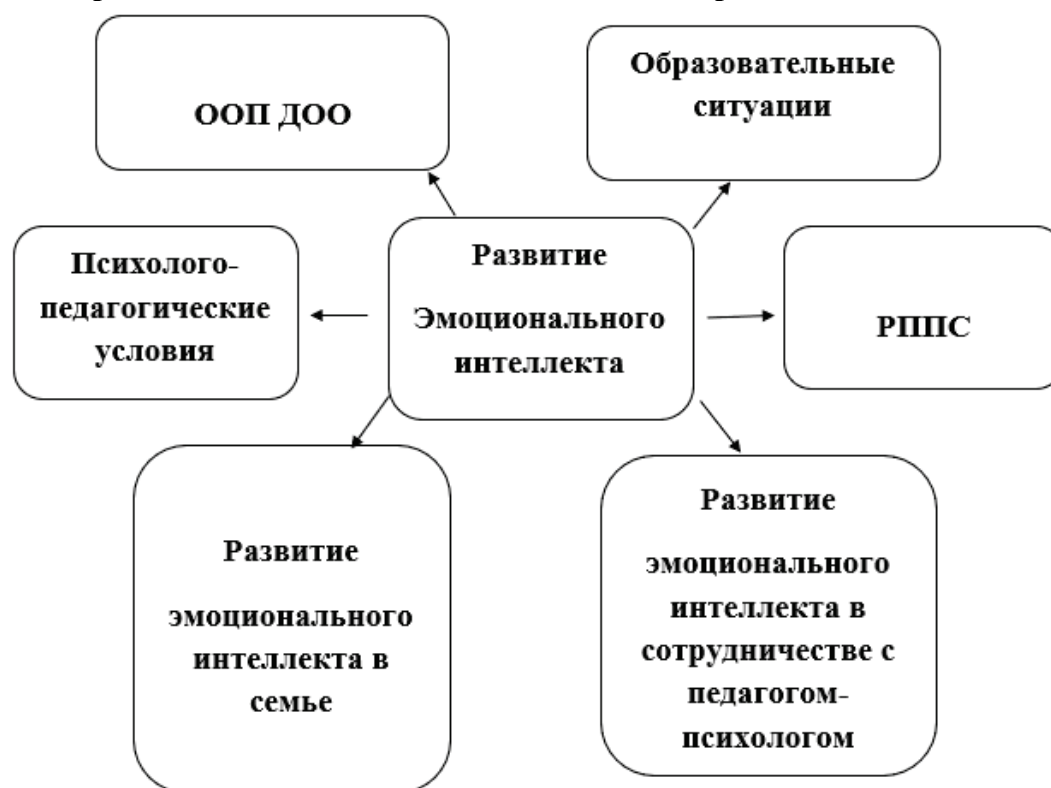 ООП ДОО
Образовательные
ситуации
Психолого-
педагогические
условия
Развитие
Эмоционального
интеллекта
РППС
Развитие
эмоционального
интеллекта в
семье
Развитие
эмоционального
интеллекта в
сотрудничестве с
педагогом-
психологом